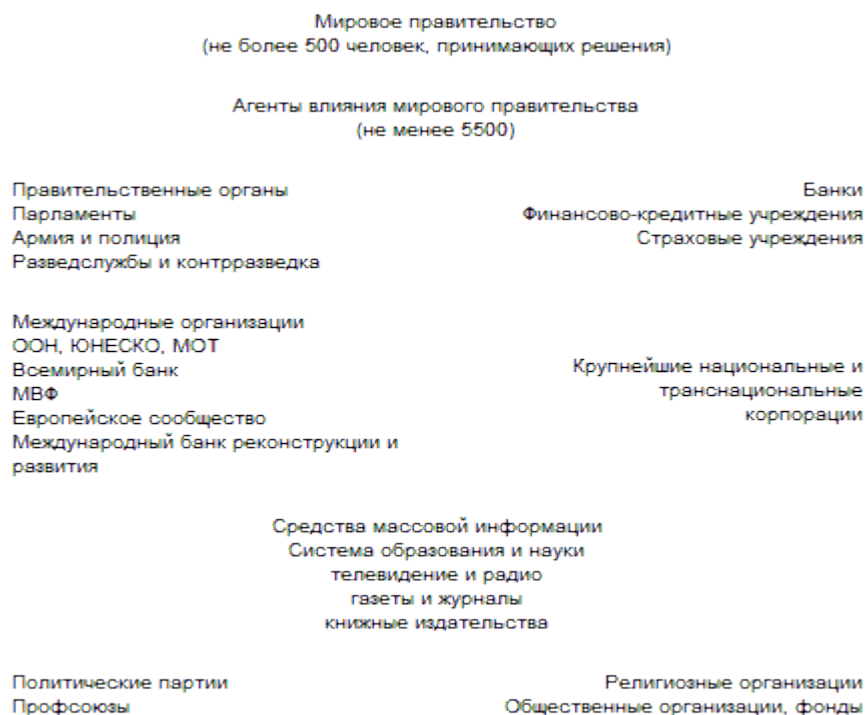 Мировое правительство
(не более 500 человек, принимающих решения)
Агенты влияния мирового правительства
(не менее 5500)
Правительственные органы
Парламенты
Армия и полиция
Разведслужбы и контрразведка
Банки
Финансово-кредитные учреждения
Страховые учреждения
Международные организации
ООН, ЮНЕСКО, МОТ
Всемирный банк
МВФ
Европейское сообщество
Международный банк реконструкции и
развития
Крупнейшие национальные и
транснациональные
корпорации
Средства массовой информации
Система образования и науки
телевидение и радио
газеты и журналы
книжные издательства
Политические партии
Профсоюзы
Религиозные организации
Общественные организации, фонды